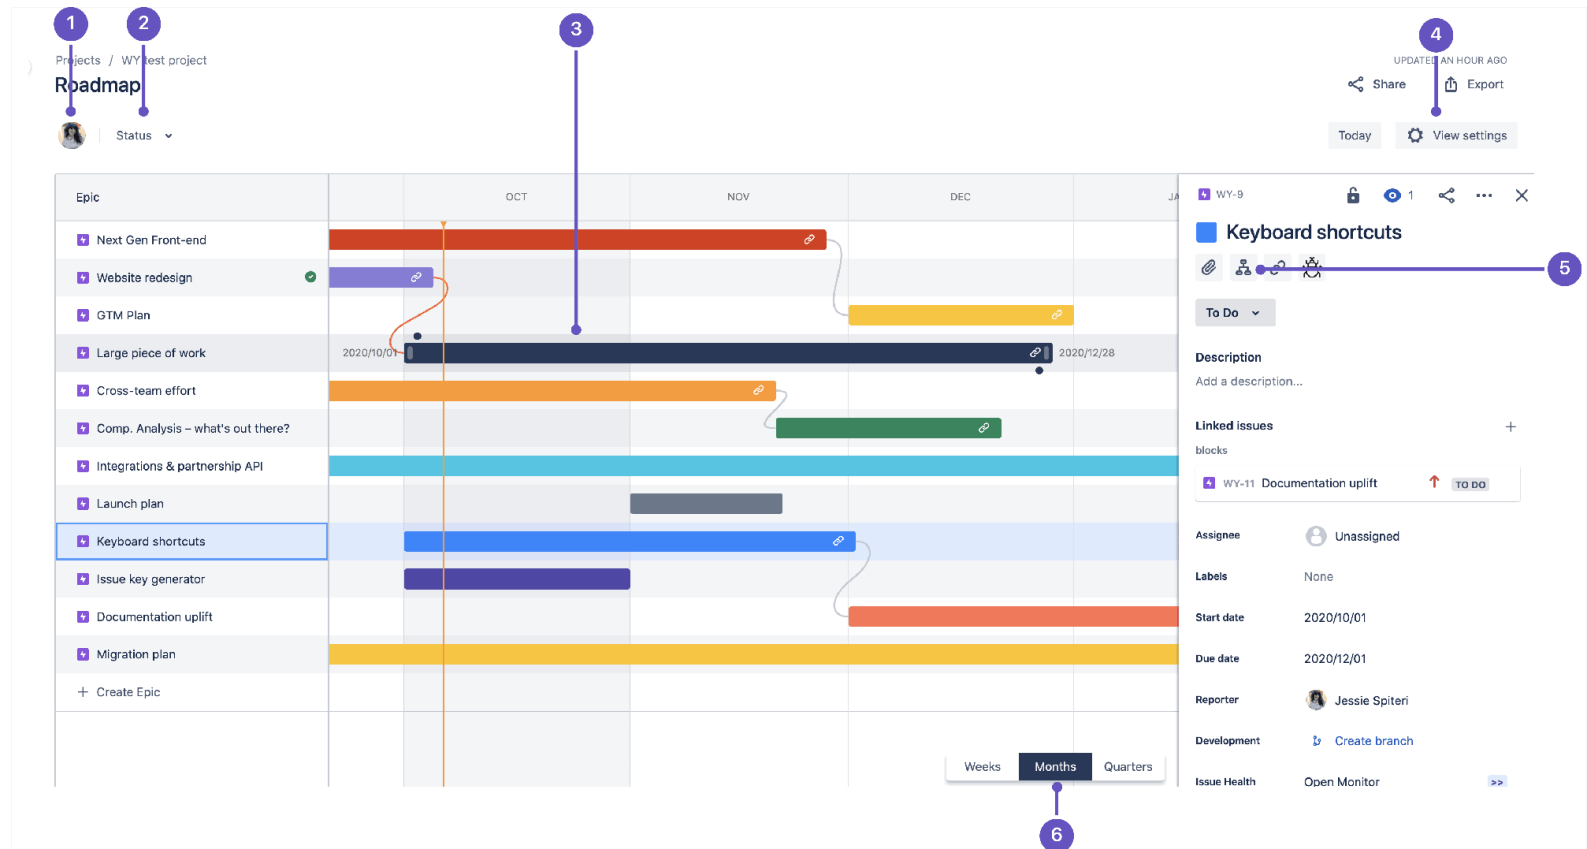 1
2
3
4
Projects / WY test project
UPDATED AN HOUR AGO
Roadmap
Share
Export
Status
Today
View settings
Epic
OCT
NOV
DEC
JA
Next Gen Front-end
Website redesign
GTM Plan
Large piece of work
2020/10/01
2020/12/28
Cross-team effort
Comp. Analysis – what's out there?
Integrations & partnership API
Launch plan
Keyboard shortcuts
Issue key generator
Documentation uplift
Migration plan
+ Create Epic
Weeks
Months
Quarters
6
WY-9
1
Keyboard shortcuts
5
To Do
Description
Add a description...
Linked issues
blocks
WY-11 Documentation uplift TO DO
Assignee Unassigned
Labels None
Start date 2020/10/01
Due date 2020/12/01
Reporter Jessie Spiteri
Development Create branch
Issue Health Open Monitor >>